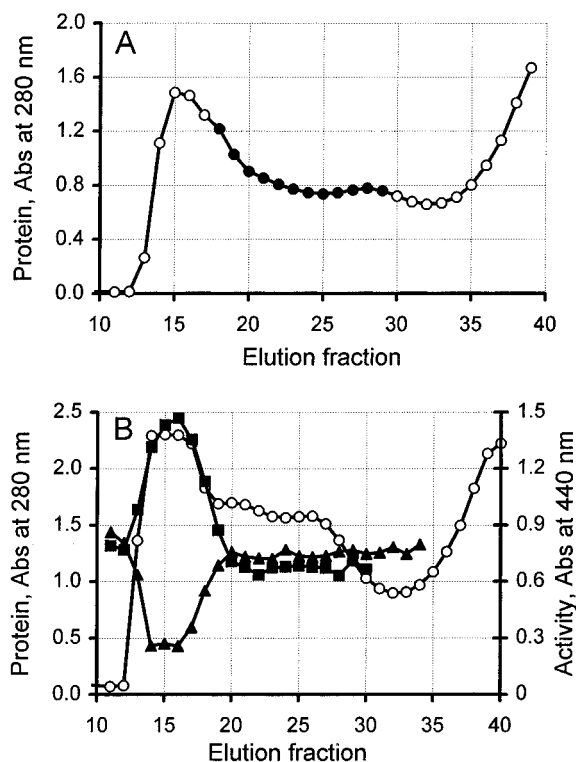 A
Protein, Abs at 280 nm
2.0
1.6
1.2
0.8
0.4
0.0
10 15 20 25 30 35 40
Elution fraction
B
Protein, Abs at 280 nm
2.5
2.0
1.5
1.0
0.5
0.0
Activity, Abs at 440 nm
1.5
1.2
0.9
0.6
0.3
0
10 15 20 25 30 35 40
Elution fraction